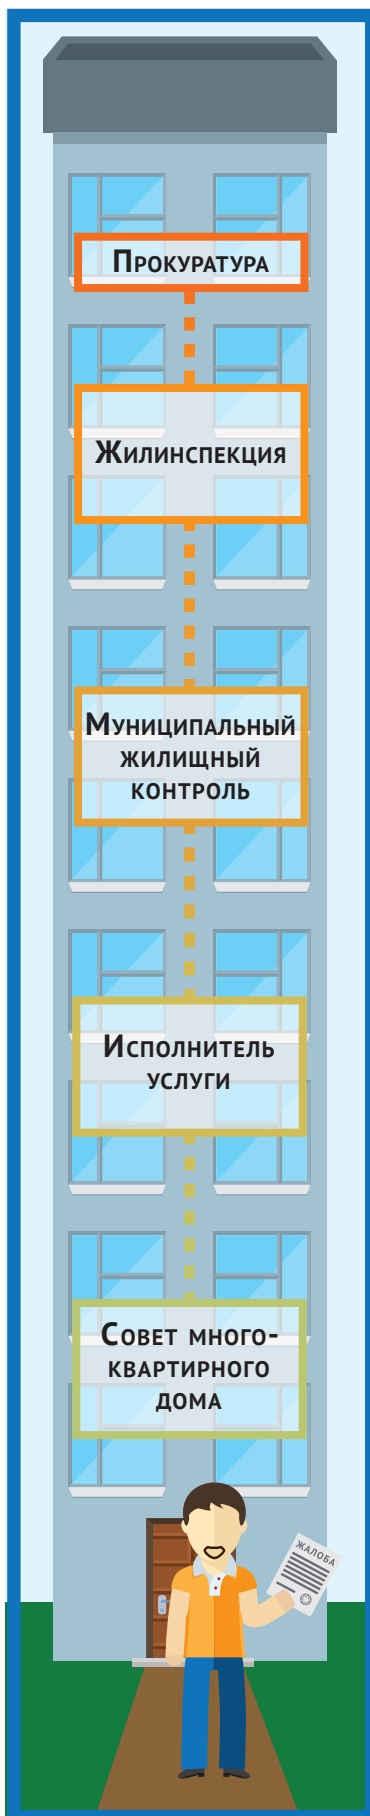 Прокуратура
Жилинспекция
Муниципальный
жилищный
контроль
Исполнитель
услуги
Совет много-
квартирного
дома
ЖАЛОБА